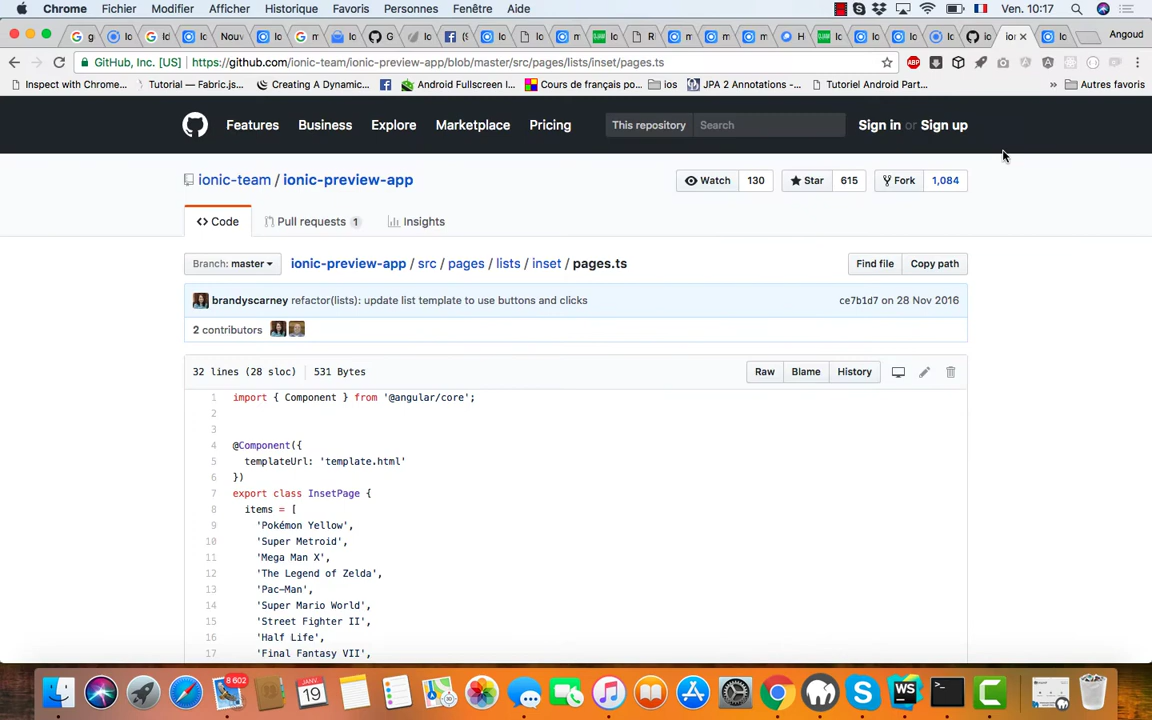 Chrome Fichier Modifier Afficher Historique Favoris Personnes Fenêtre Aide Ven. 10:17
Nouv Angoud
GitHub, Inc. [US] https://github.com/ionic-team/ionic-preview-app/blob/master/src/pages/lists/inset/pages.ts
Inspect with Chrome... Tutorial — Fabric.js... Creating A Dynamic... Android Fullscreen I... Cours de français po... ios JPA 2 Annotations -... Tutoriel Android Part... » Autres favoris
Features Business Explore Marketplace Pricing This repository Search Sign in or Sign up
ionic-team / ionic-preview-app Watch 130 Star 615 Fork 1,084
<> Code Pull requests 1 Insights
Branch: master ionic-preview-app / src / pages / lists / inset / pages.ts Find file Copy path
brandyscarney refactor(lists): update list template to use buttons and clicks ce7b1d7 on 28 Nov 2016
2 contributors
32 lines (28 sloc) 531 Bytes Raw Blame History
1 import { Component } from '@angular/core';
2
3
4 @Component({
5 templateUrl: 'template.html'
6 })
7 export class InsetPage {
8 items = [
9 'Pokémon Yellow',
10 'Super Metroid',
11 'Mega Man X',
12 'The Legend of Zelda',
13 'Pac-Man',
14 'Super Mario World',
15 'Street Fighter II',
16 'Half Life',
17 'Final Fantasy VII',
8 602
JAN
19
WS